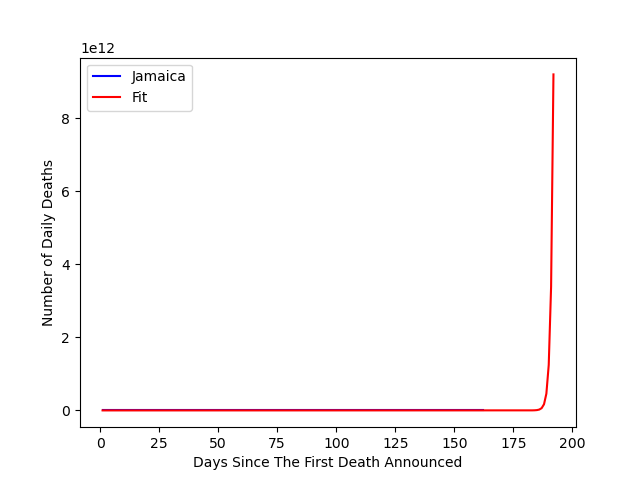 1e12
Jamaica
Fit
Number of Daily Deaths
8
6
4
2
0
0 25 50 75 100 125 150 175 200
Days Since The First Death Announced